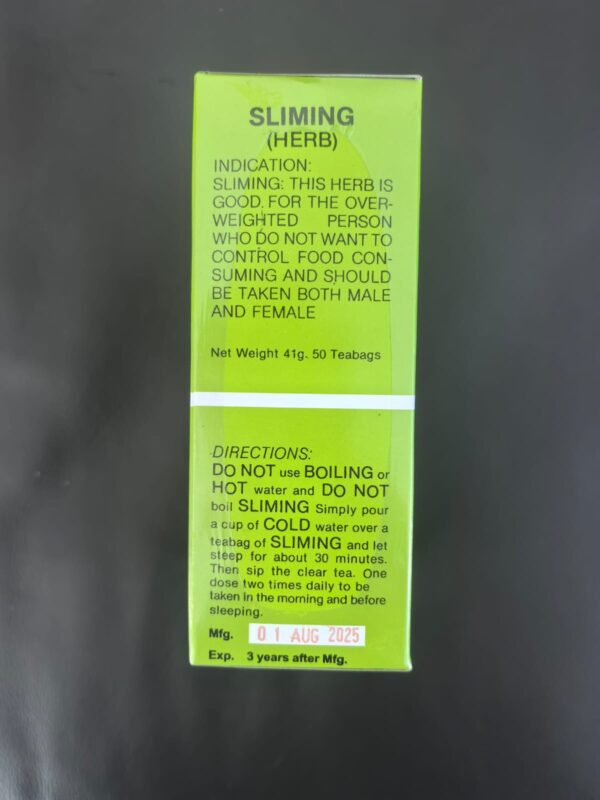 SLIMING
(HERB)
INDICATION:
SLIMING: THIS HERB IS
GOOD FOR THE OVER-
WEIGHTED PERSON
WHO DO NOT WANT TO
CONTROL FOOD CON-
SUMING AND SHOULD
BE TAKEN BOTH MALE
AND FEMALE
Net Weight 41g. 50 Teabags
DIRECTIONS:
DO NOT use BOILING or
HOT water and DO NOT
boil SLIMING Simply pour
a cup of COLD water over a
teabag of SLIMING and let
steep for about 30 minutes.
Then sip the clear tea. One
dose two times daily to be
taken in the morning and before
sleeping.
Mfg. 01 AUG 2025
Exp. 3 years after Mfg.